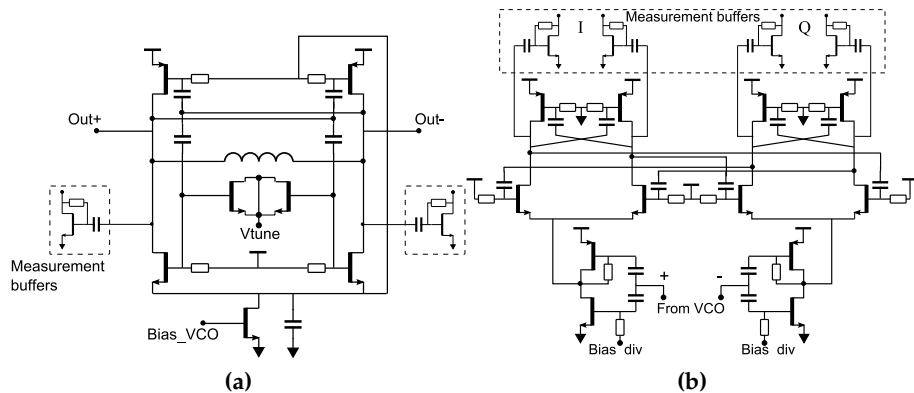 Out+
Out-
Vtune
Measurement
buffers
Bias_VCO
(a)
Measurement buffers
I
Q
+
-
From VCO
Bias_div
Bias_div
(b)